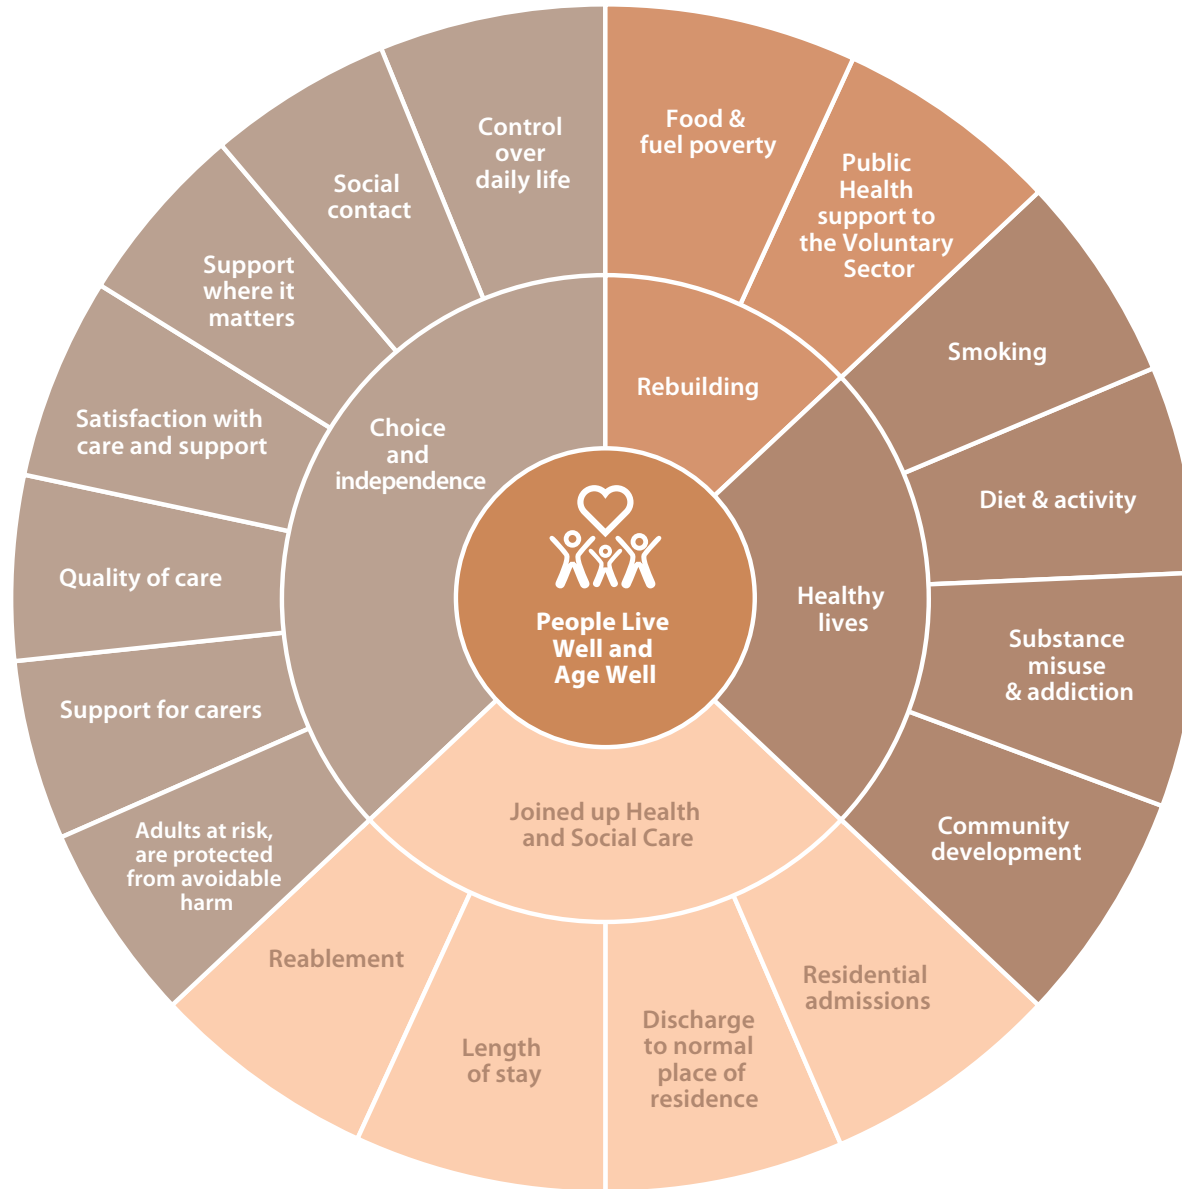 Control
over
daily life
Food &
fuel poverty
Public
Health
support to
the Voluntary
Sector
Social
contact
Support
where it
matters
Smoking
Rebuilding
Satisfaction with
care and support
Choice
and
independence
Diet & activity
Quality of care
People Live
Well and
Age Well
Healthy
lives
Substance
misuse
& addiction
Support for carers
Joined up Health
and Social Care
Community
development
Adults at risk,
are protected
from avoidable
harm
Reablement
Length
of stay
Discharge
to normal
place of
residence
Residential
admissions